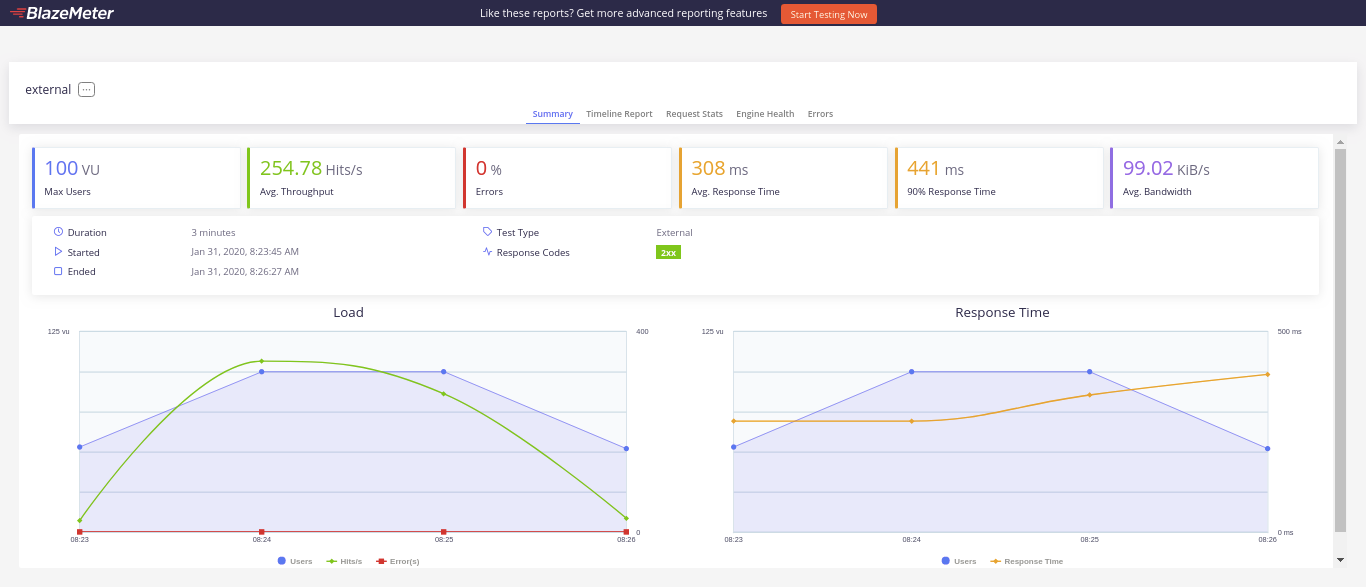 BlazeMeter Like these reports? Get more advanced reporting features Start Testing Now
external
Summary Timeline Report Request Stats Engine Health Errors
100 VU 254.78 Hits/s 0 % 308 ms 441 ms 99.02 KiB/s
Max Users Avg. Throughput Errors Avg. Response Time 90% Response Time Avg. Bandwidth
Duration 3 minutes Test Type External
Started Jan 31, 2020, 8:23:45 AM Response Codes 2xx
Ended Jan 31, 2020, 8:26:27 AM
Load Response Time
125 vu 400 125 vu 500 ms
0 0 ms
08:23 08:24 08:25 08:26 08:23 08:24 08:25 08:26
Users Hits/s Error(s) Users Response Time